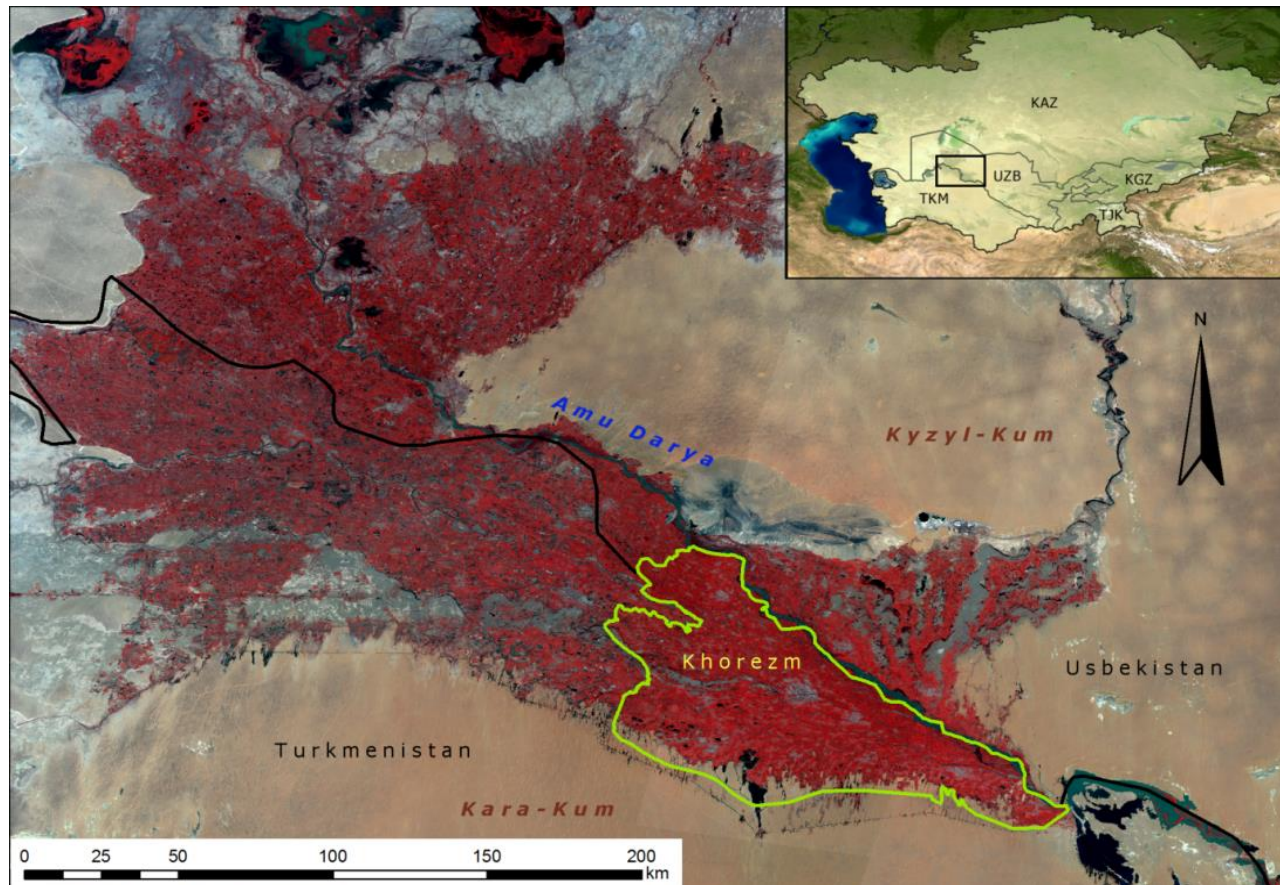 KAZ
UZB
KGZ
TKM
TJK
N
Amu Darya
Kyzyl-Kum
Khorezm
Usbekistan
Turkmenistan
Kara-Kum
0 25 50 100 150 200
km